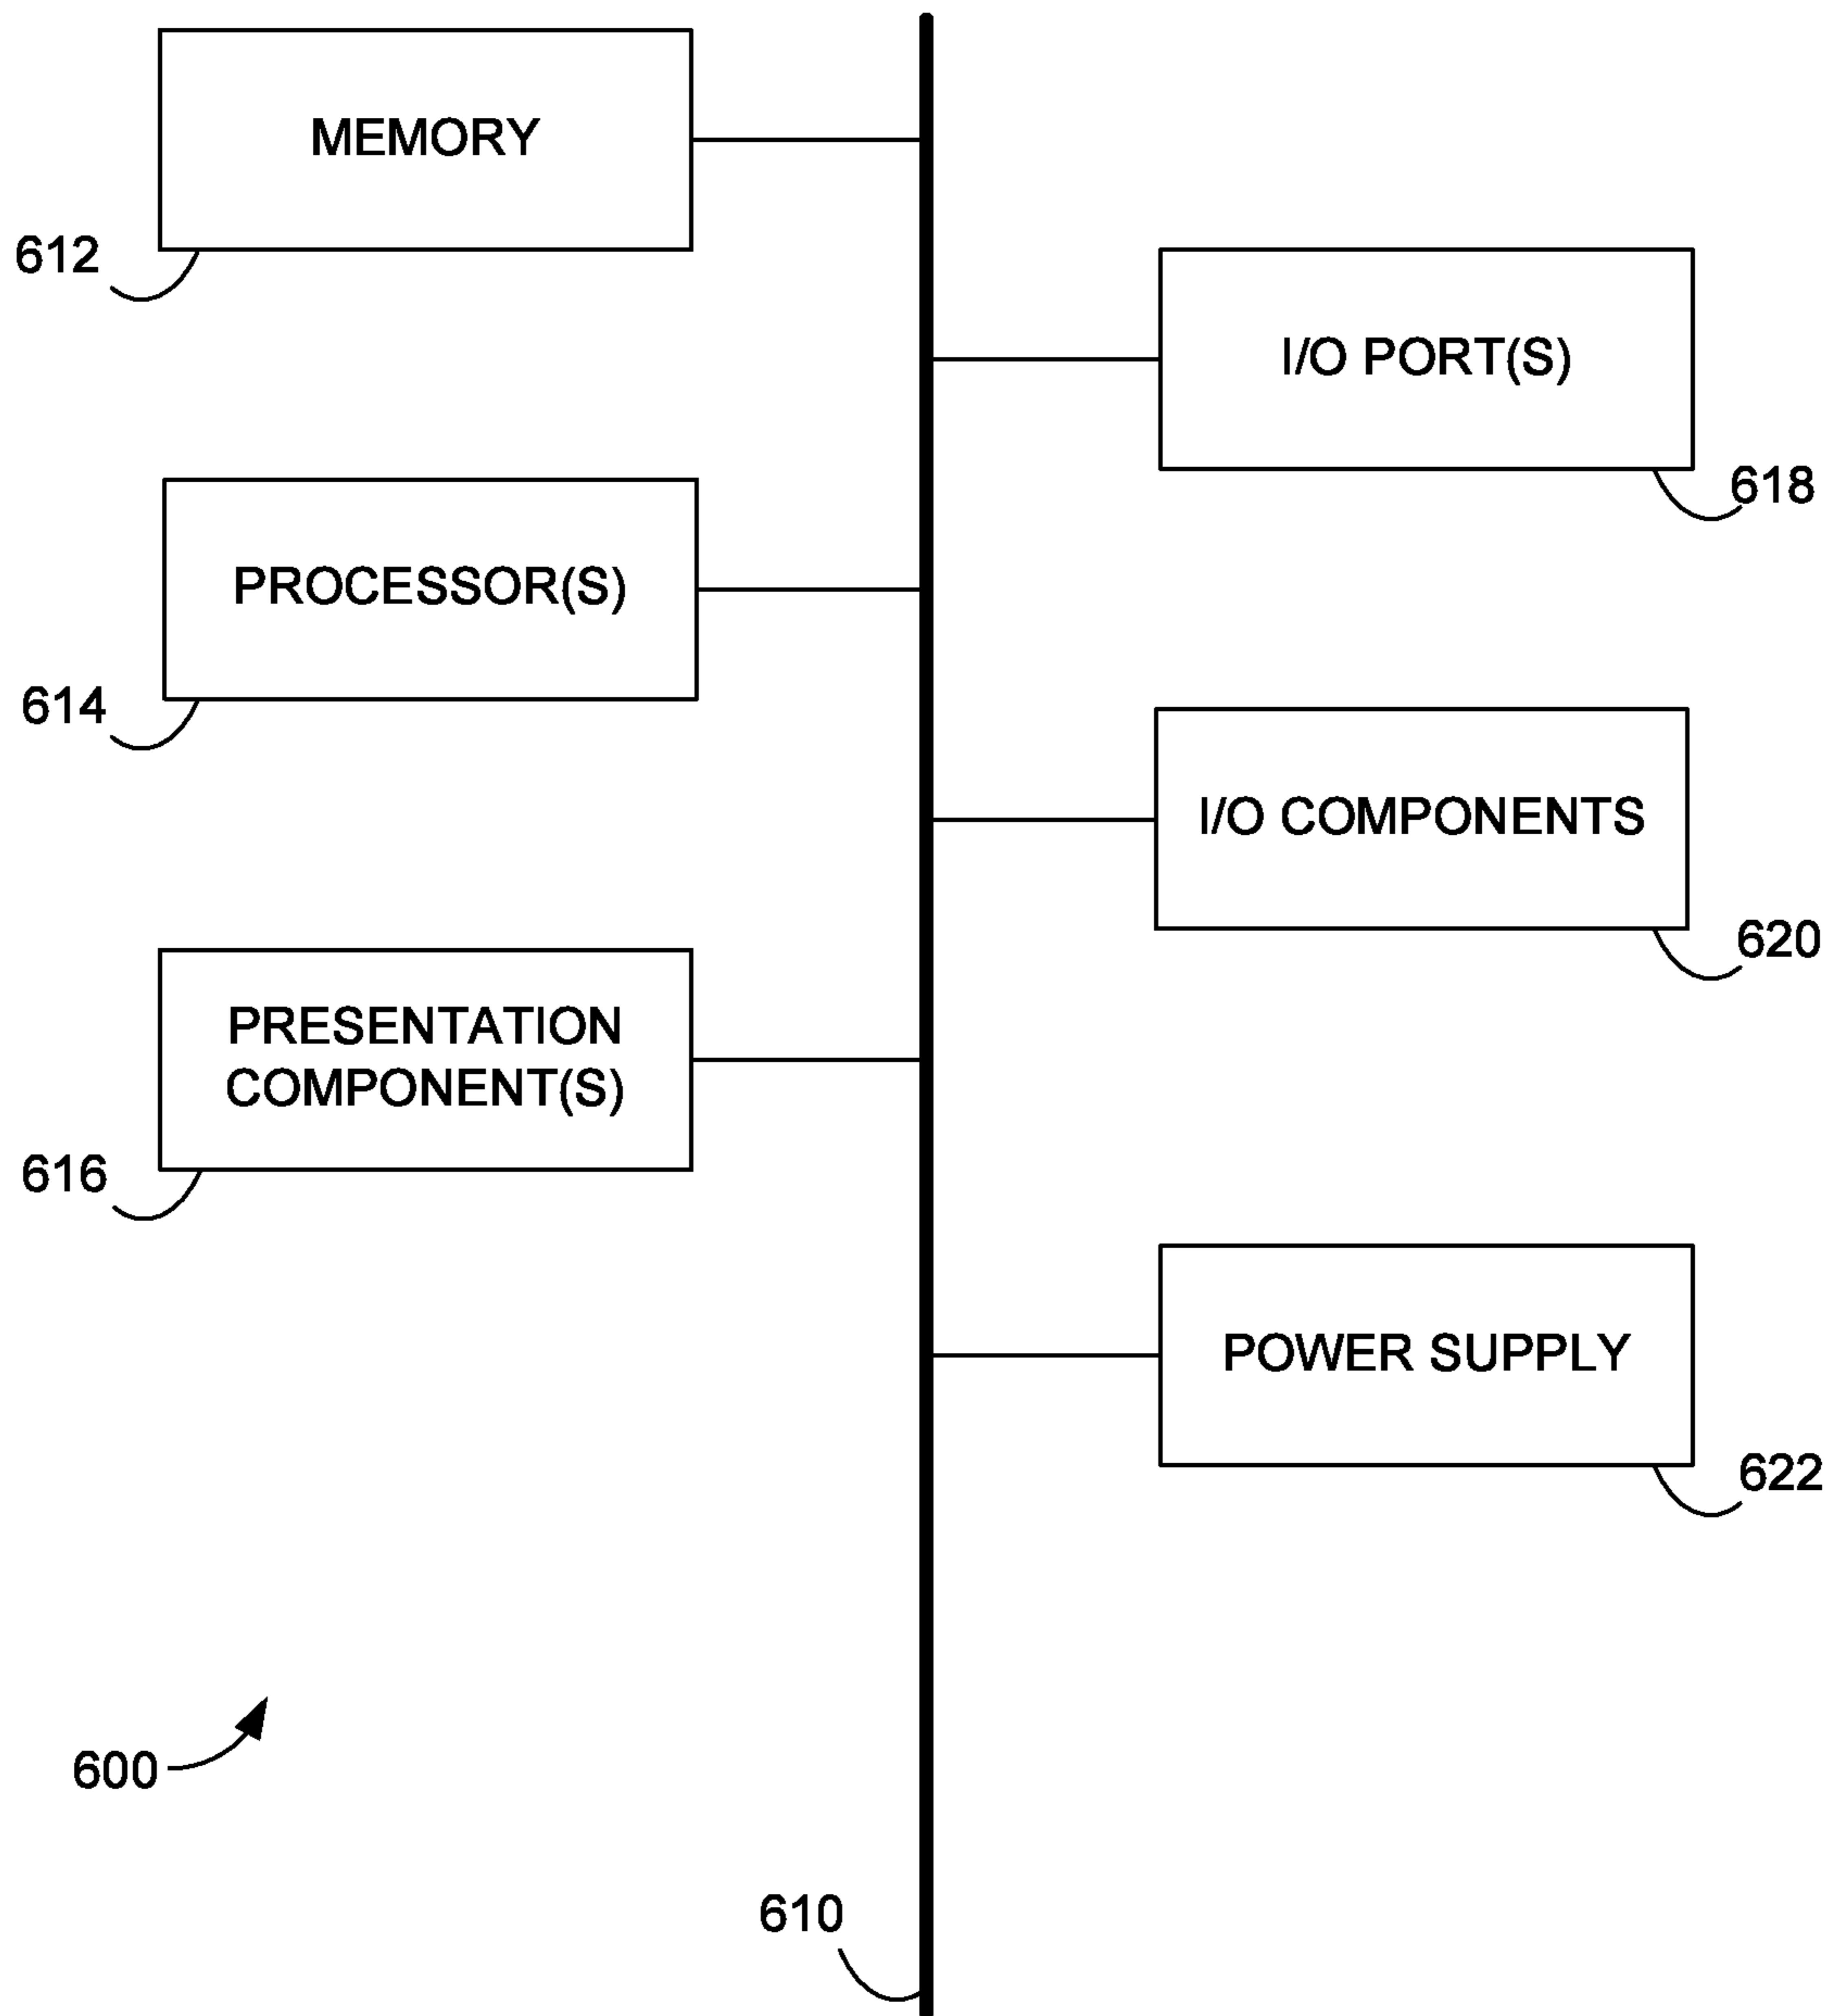 MEMORY
612
I/O PORT(S)
618
PROCESSOR(S)
614
I/O COMPONENTS
620
PRESENTATION
COMPONENT(S)
616
POWER SUPPLY
622
600
610